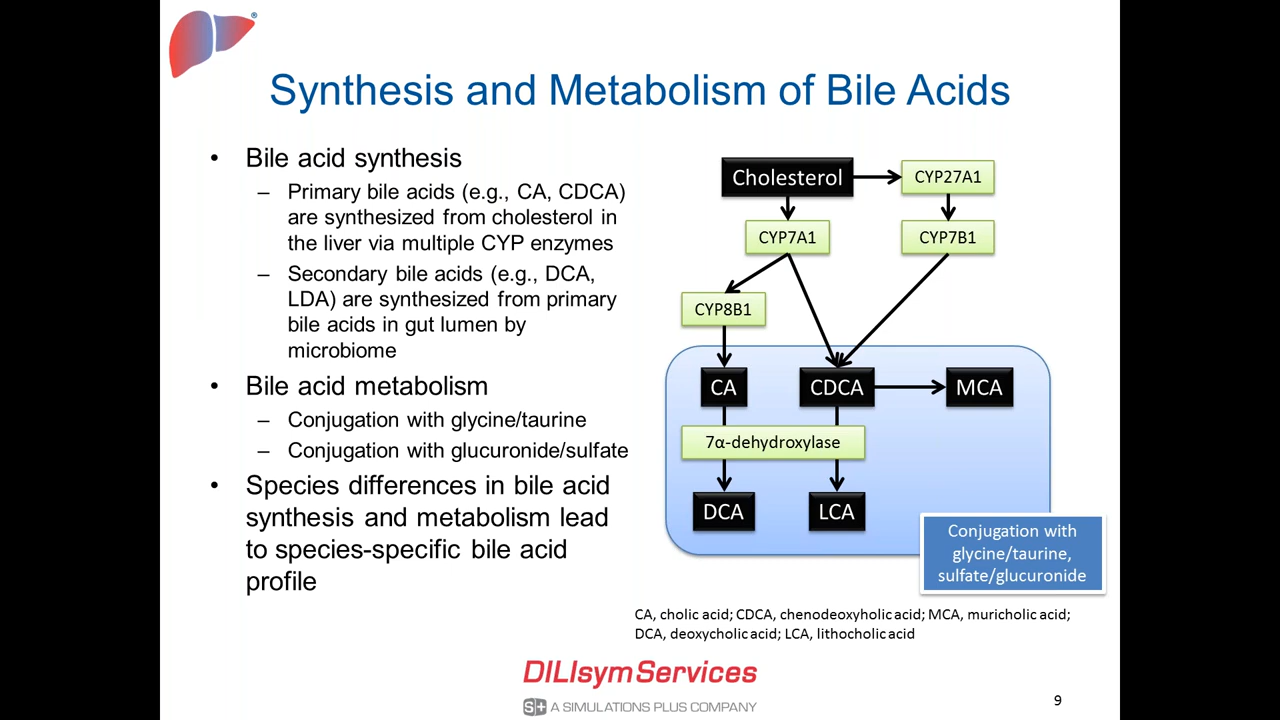 ®
Synthesis and Metabolism of Bile Acids
• Bile acid synthesis
– Primary bile acids (e.g., CA, CDCA)
are synthesized from cholesterol in
the liver via multiple CYP enzymes
– Secondary bile acids (e.g., DCA,
LDA) are synthesized from primary
bile acids in gut lumen by
microbiome
• Bile acid metabolism
– Conjugation with glycine/taurine
– Conjugation with glucuronide/sulfate
• Species differences in bile acid
synthesis and metabolism lead
to species-specific bile acid
profile
Cholesterol
CYP27A1
CYP7A1
CYP7B1
CYP8B1
CA
CDCA
MCA
7α-dehydroxylase
DCA
LCA
Conjugation with
glycine/taurine,
sulfate/glucuronide
CA, cholic acid; CDCA, chenodeoxyholic acid; MCA, muricholic acid;
DCA, deoxycholic acid; LCA, lithocholic acid
DILIsym Services
S+ A SIMULATIONS PLUS COMPANY
9